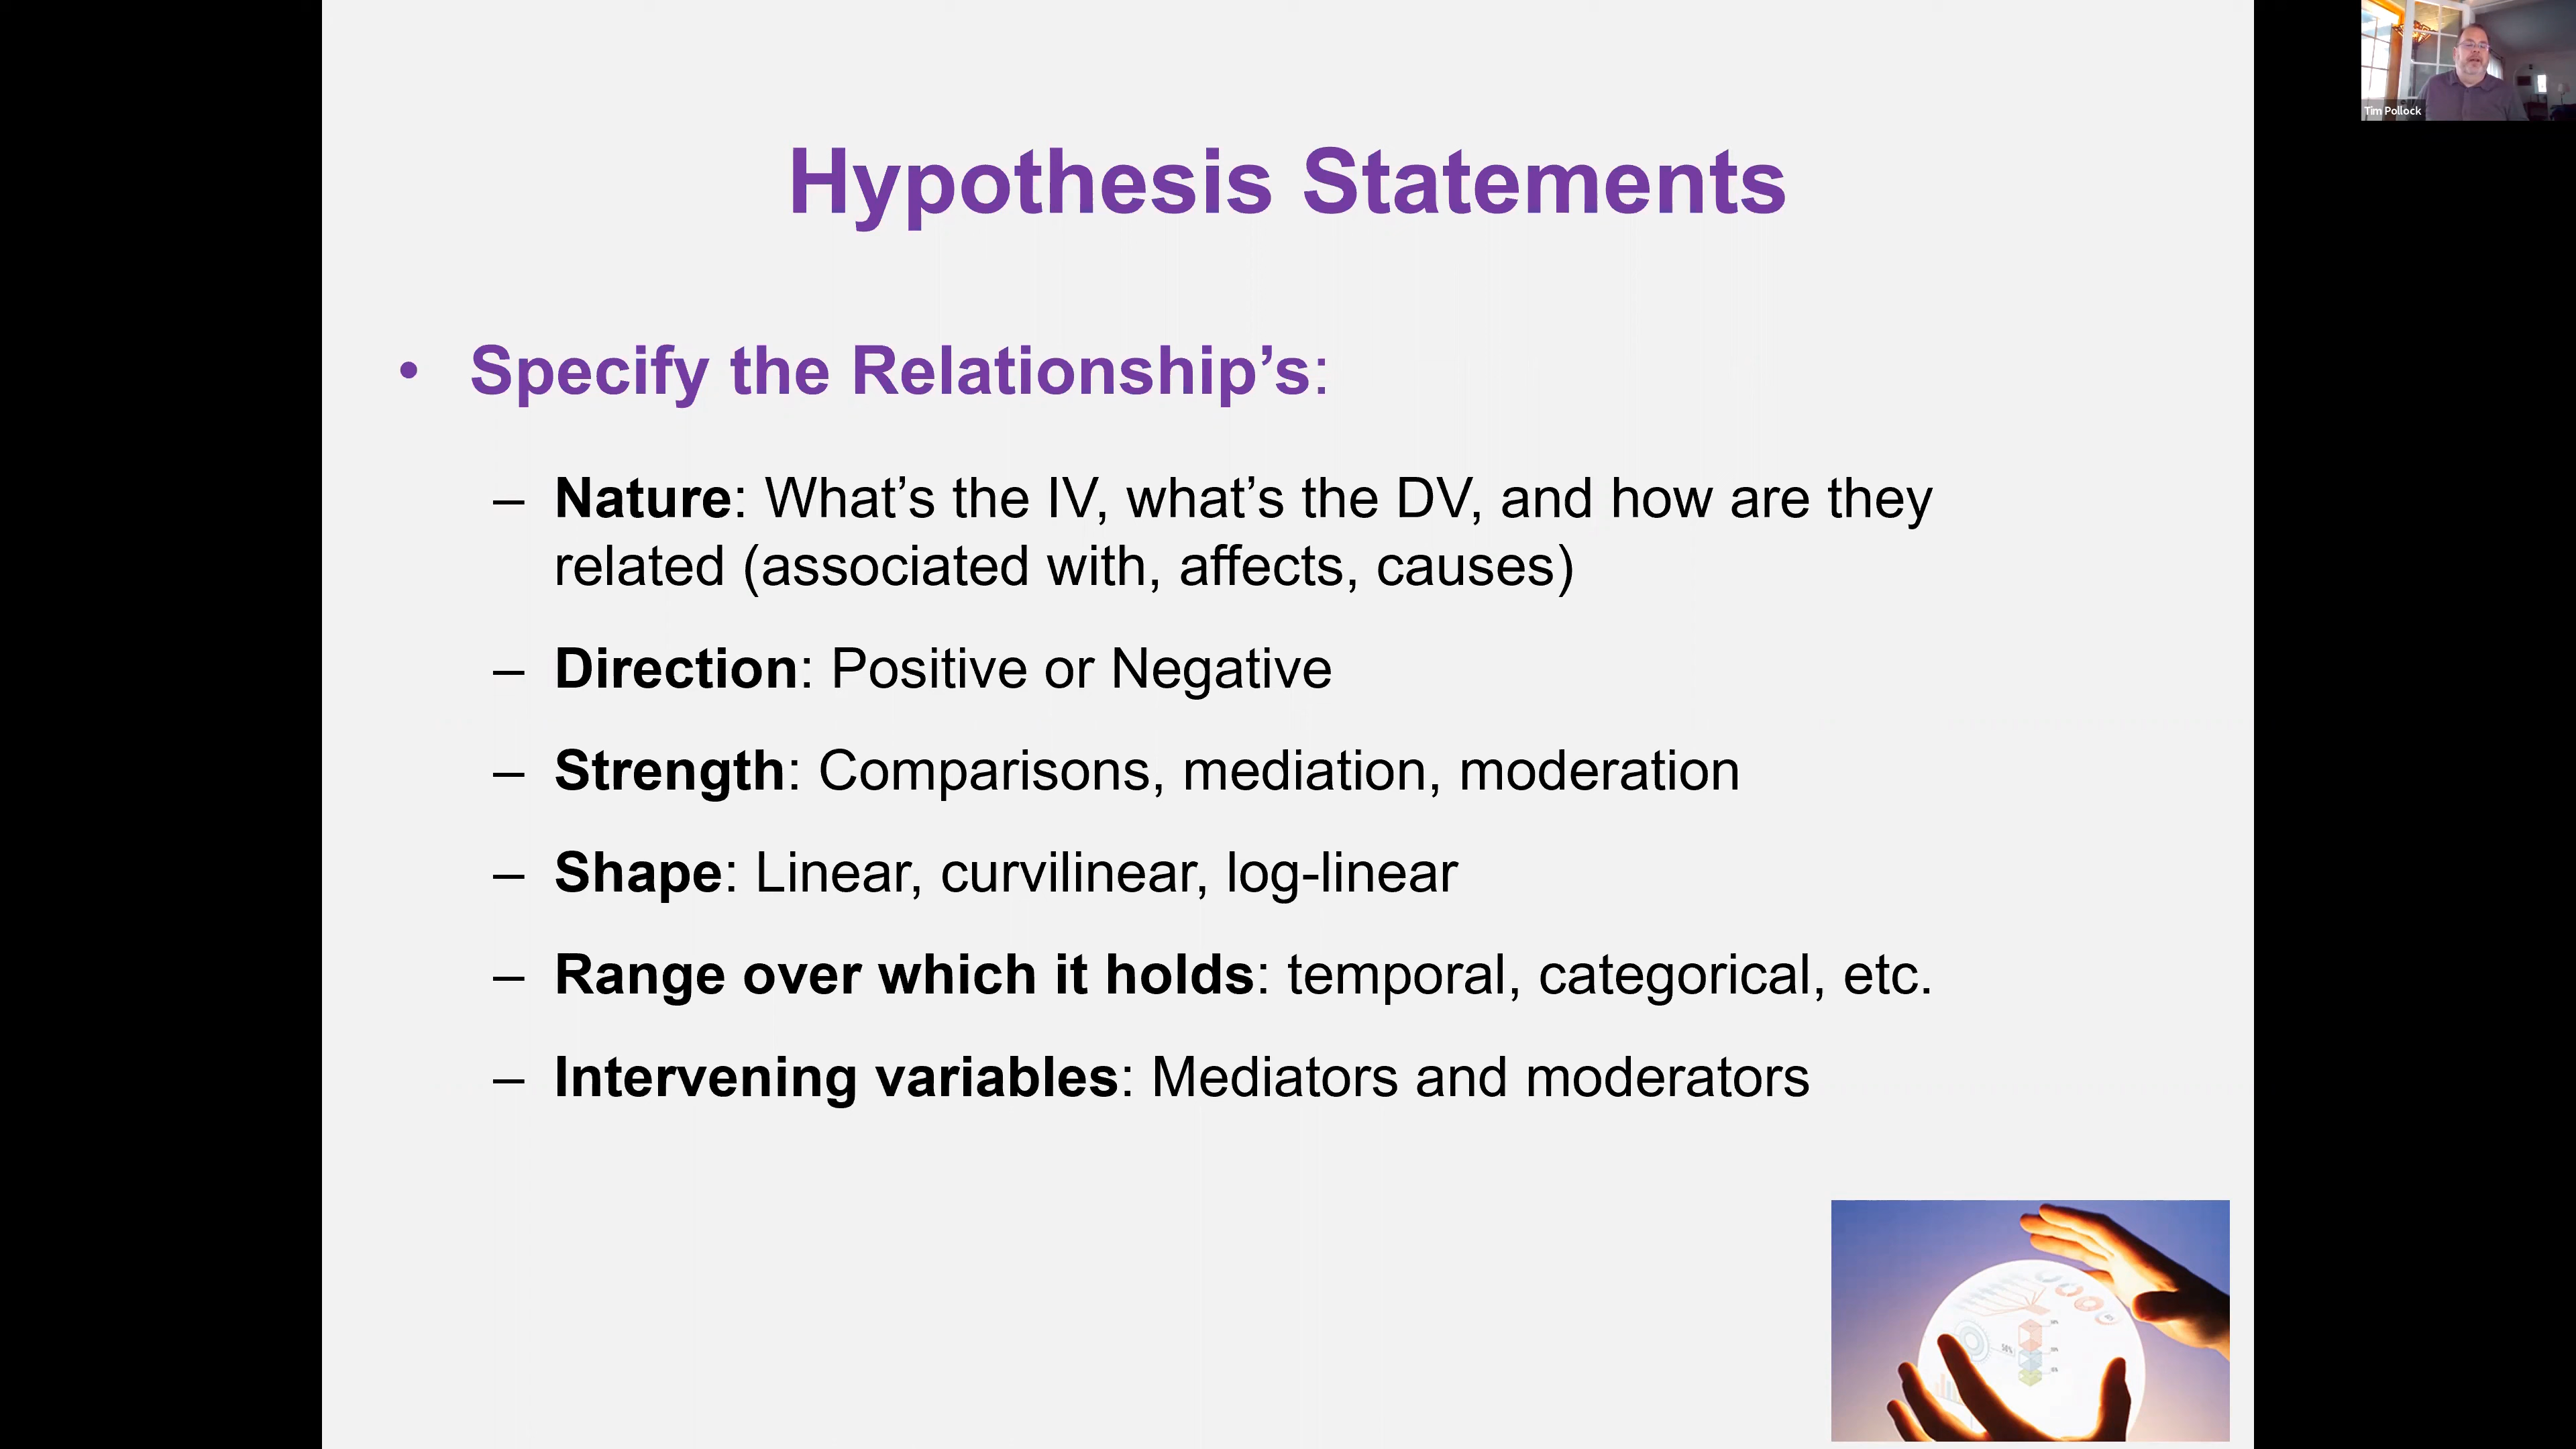 Hypothesis Statements
• Specify the Relationship’s:
– Nature: What’s the IV, what’s the DV, and how are they
related (associated with, affects, causes)
– Direction: Positive or Negative
– Strength: Comparisons, mediation, moderation
– Shape: Linear, curvilinear, log-linear
– Range over which it holds: temporal, categorical, etc.
– Intervening variables: Mediators and moderators
Tim Pollock